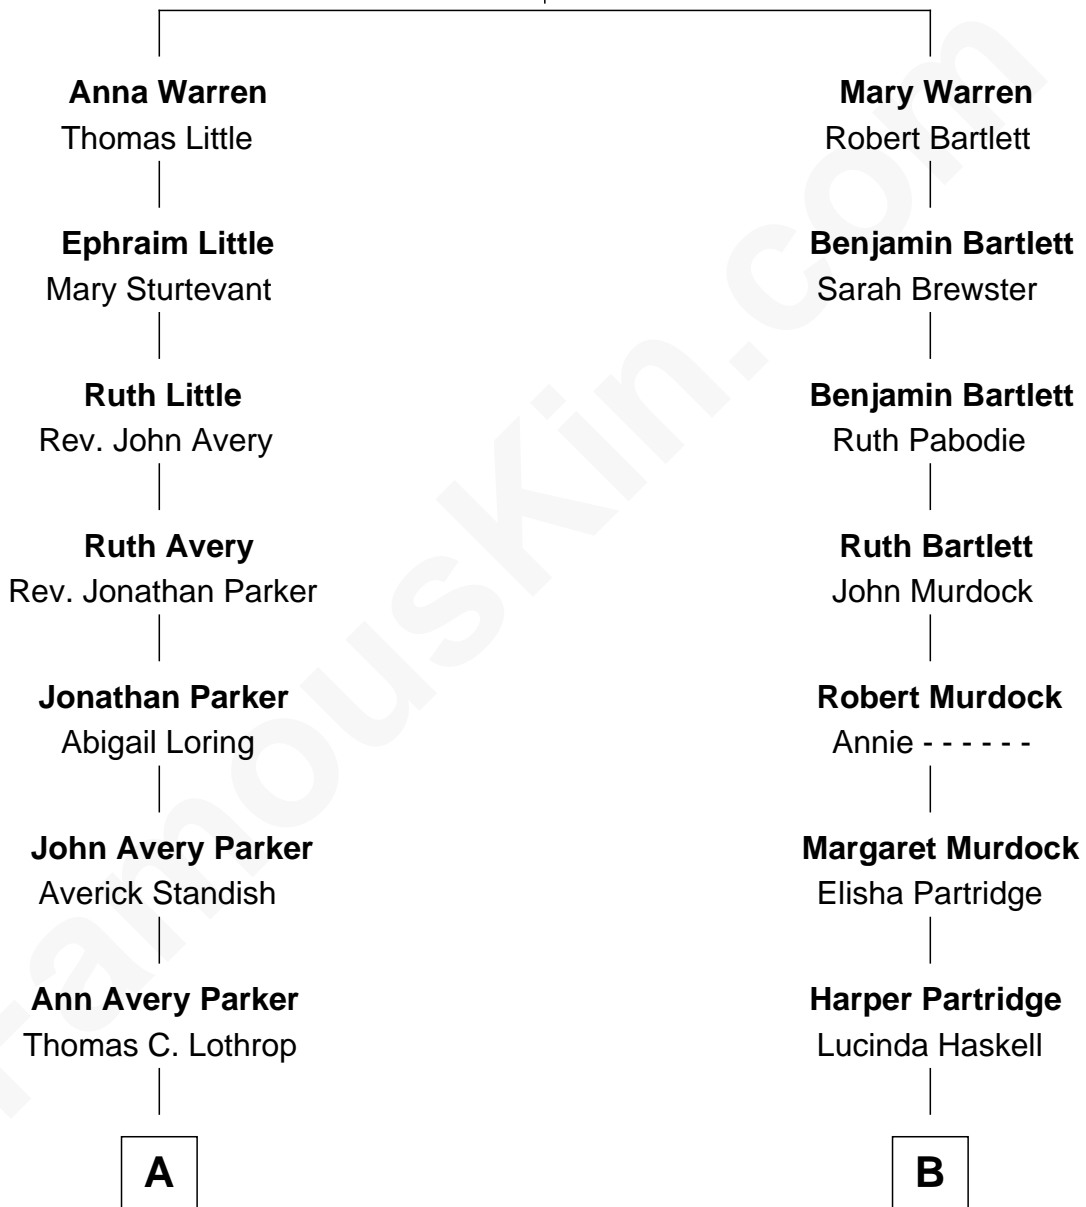 Anna Warren
Thomas Little
Ephraim Little
Mary Sturtevant
Ruth Little
Rev. John Avery
Ruth Avery
Rev. Jonathan Parker
Jonathan Parker
Abigail Loring
John Avery Parker
Averick Standish
Ann Avery Parker
Thomas C. Lothrop
A
Mary Warren
Robert Bartlett
Benjamin Bartlett
Sarah Brewster
Benjamin Bartlett
Ruth Pabodie
Ruth Bartlett
John Murdock
Robert Murdock
Annie - - - - - -
Margaret Murdock
Elisha Partridge
Harper Partridge
Lucinda Haskell
B
FamousKin.com